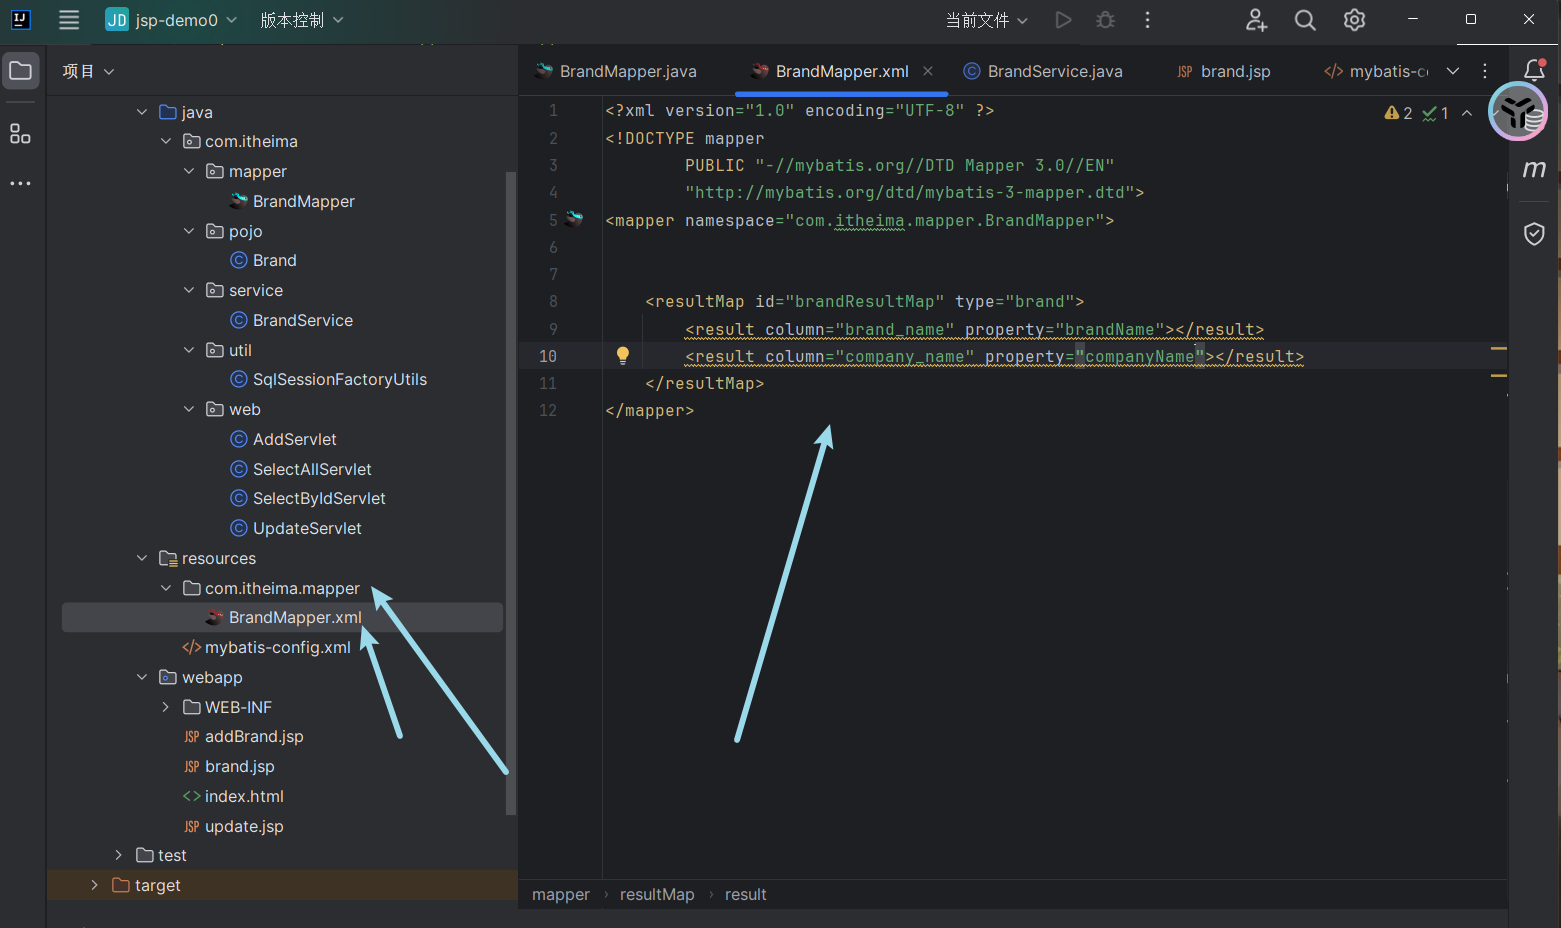 JD jsp-demo0 版本控制 当前文件
项目
java
com.itheima
mapper
BrandMapper
pojo
Brand
service
BrandService
util
SqlSessionFactoryUtils
web
AddServlet
SelectAllServlet
SelectByIdServlet
UpdateServlet
resources
com.itheima.mapper
BrandMapper.xml
mybatis-config.xml
webapp
WEB-INF
JSP addBrand.jsp
JSP brand.jsp
index.html
JSP update.jsp
test
target
BrandMapper.java BrandMapper.xml BrandService.java JSP brand.jsp mybatis-c
2 1
1 <?xml version="1.0" encoding="UTF-8" ?>
2 <!DOCTYPE mapper
3 PUBLIC "-//mybatis.org//DTD Mapper 3.0//EN"
4 "http://mybatis.org/dtd/mybatis-3-mapper.dtd">
5 <mapper namespace="com.itheima.mapper.BrandMapper">
6
7
8 <resultMap id="brandResultMap" type="brand">
9 <result column="brand_name" property="brandName"></result>
10 <result column="company_name" property="companyName"></result>
11 </resultMap>
12 </mapper>
mapper › resultMap › result
m